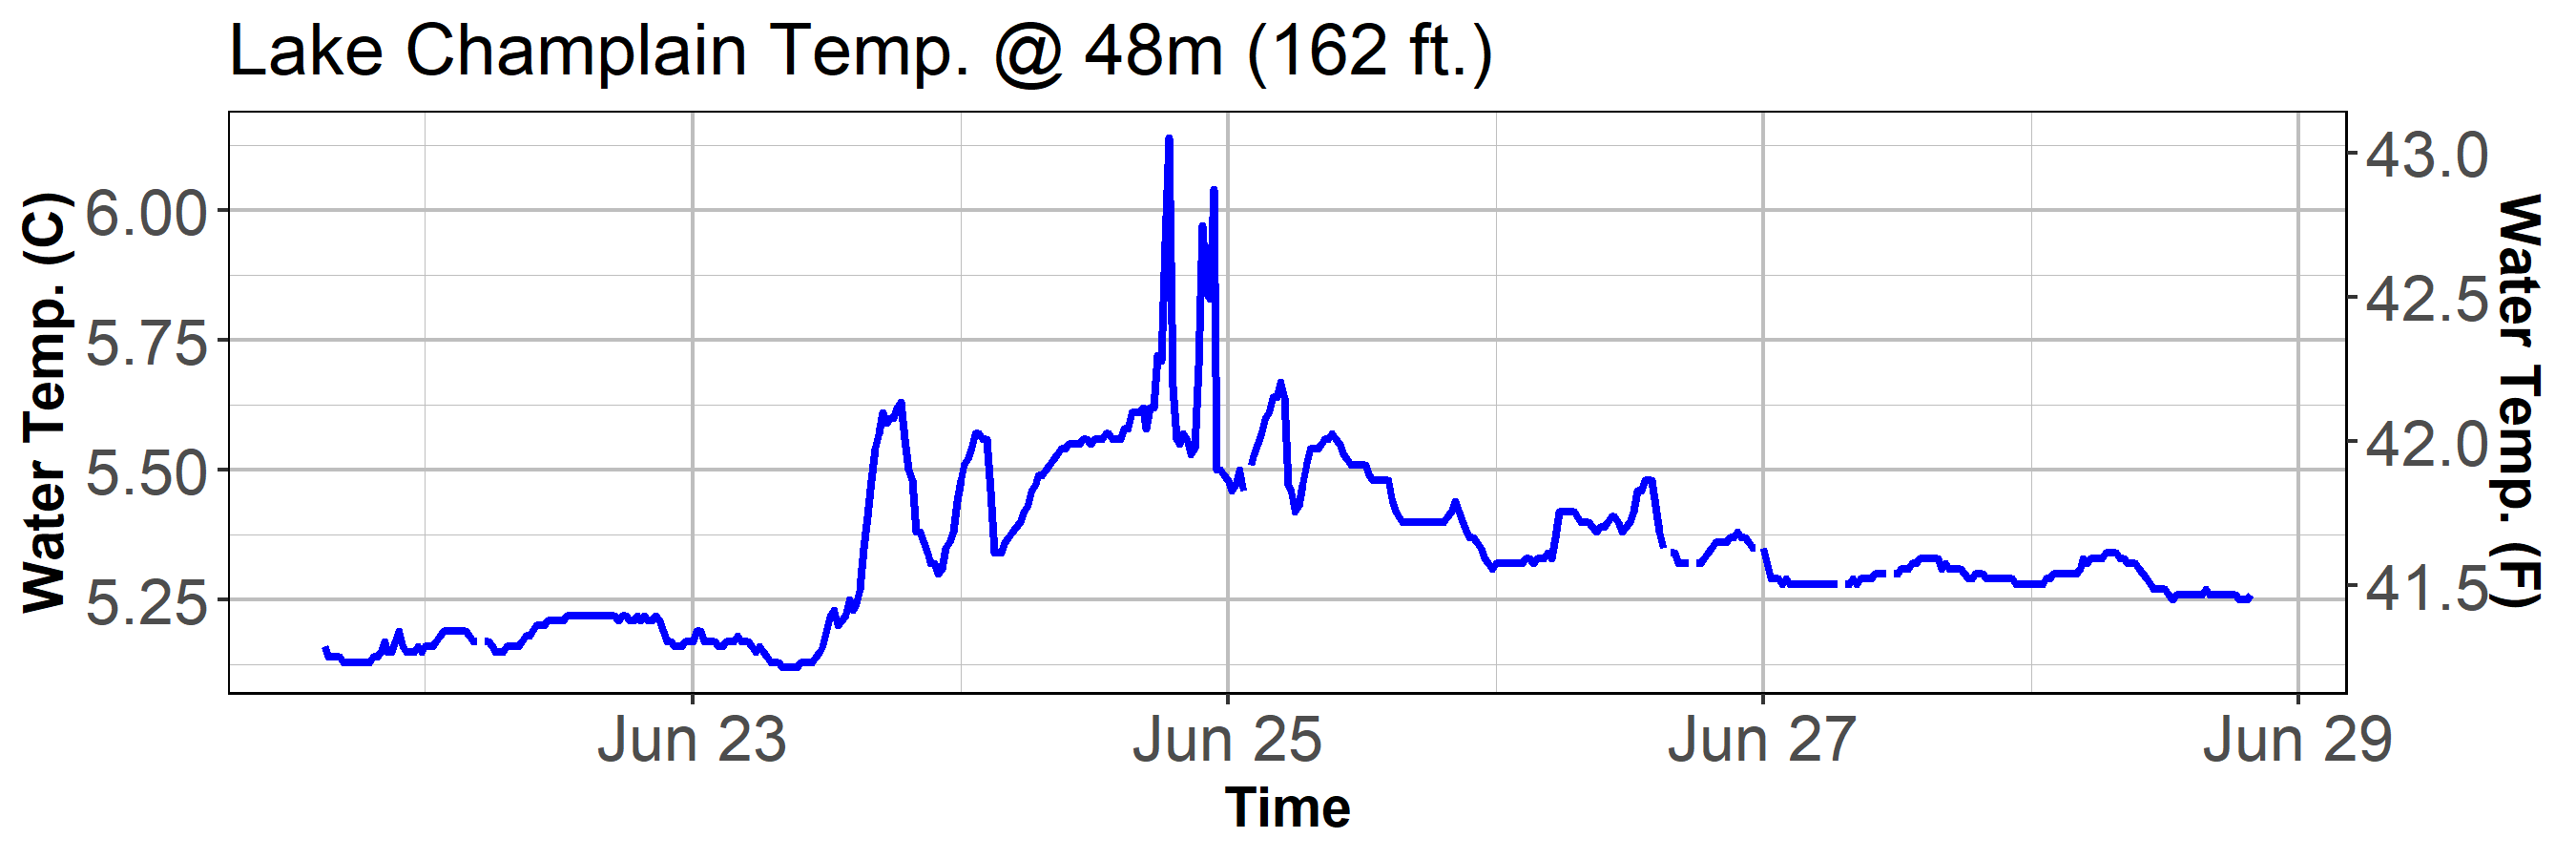 Lake Champlain Temp. @ 48m (162 ft.)
Water Temp. (C)
6.00
5.75
5.50
5.25
43.0
42.5
42.0
41.5
Water Temp. (F)
Jun 23 Jun 25 Jun 27 Jun 29
Time